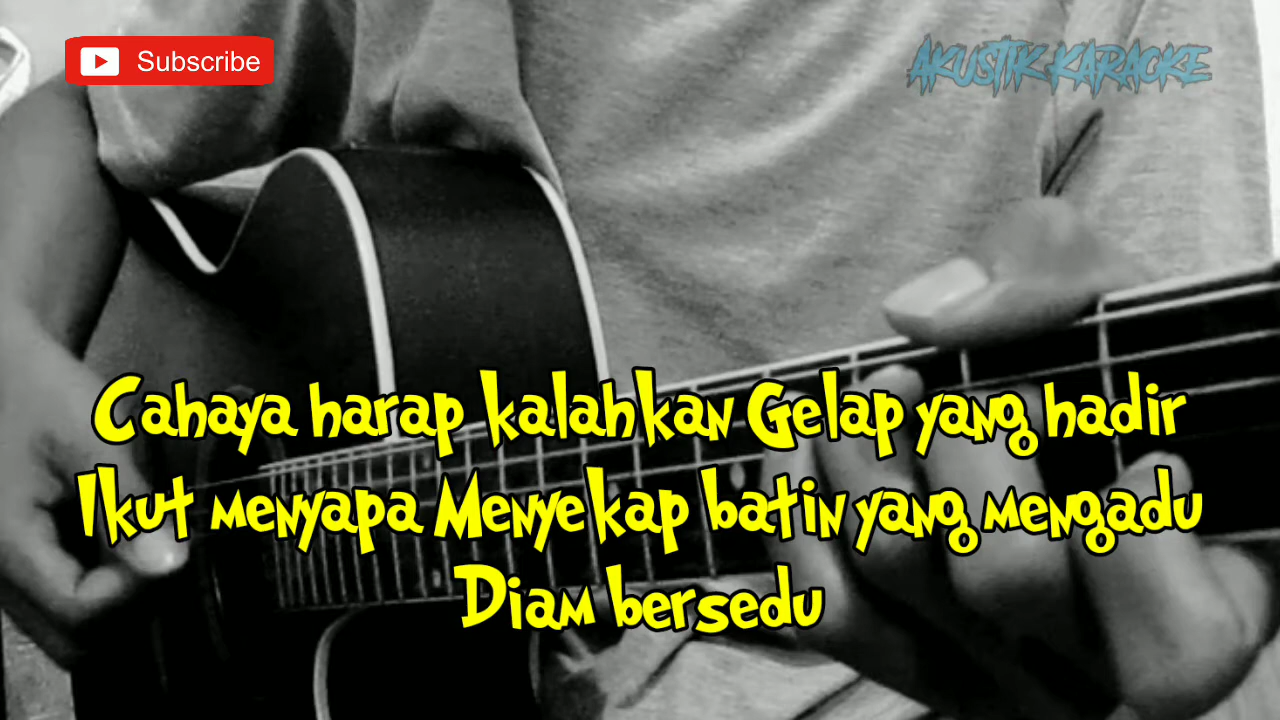 Subscribe
AKUSTIK KARAOKE
Cahaya harap kalahkan Gelap yang hadir
Ikut menyapa Menyekap batin yang mengadu
Diam bersedu